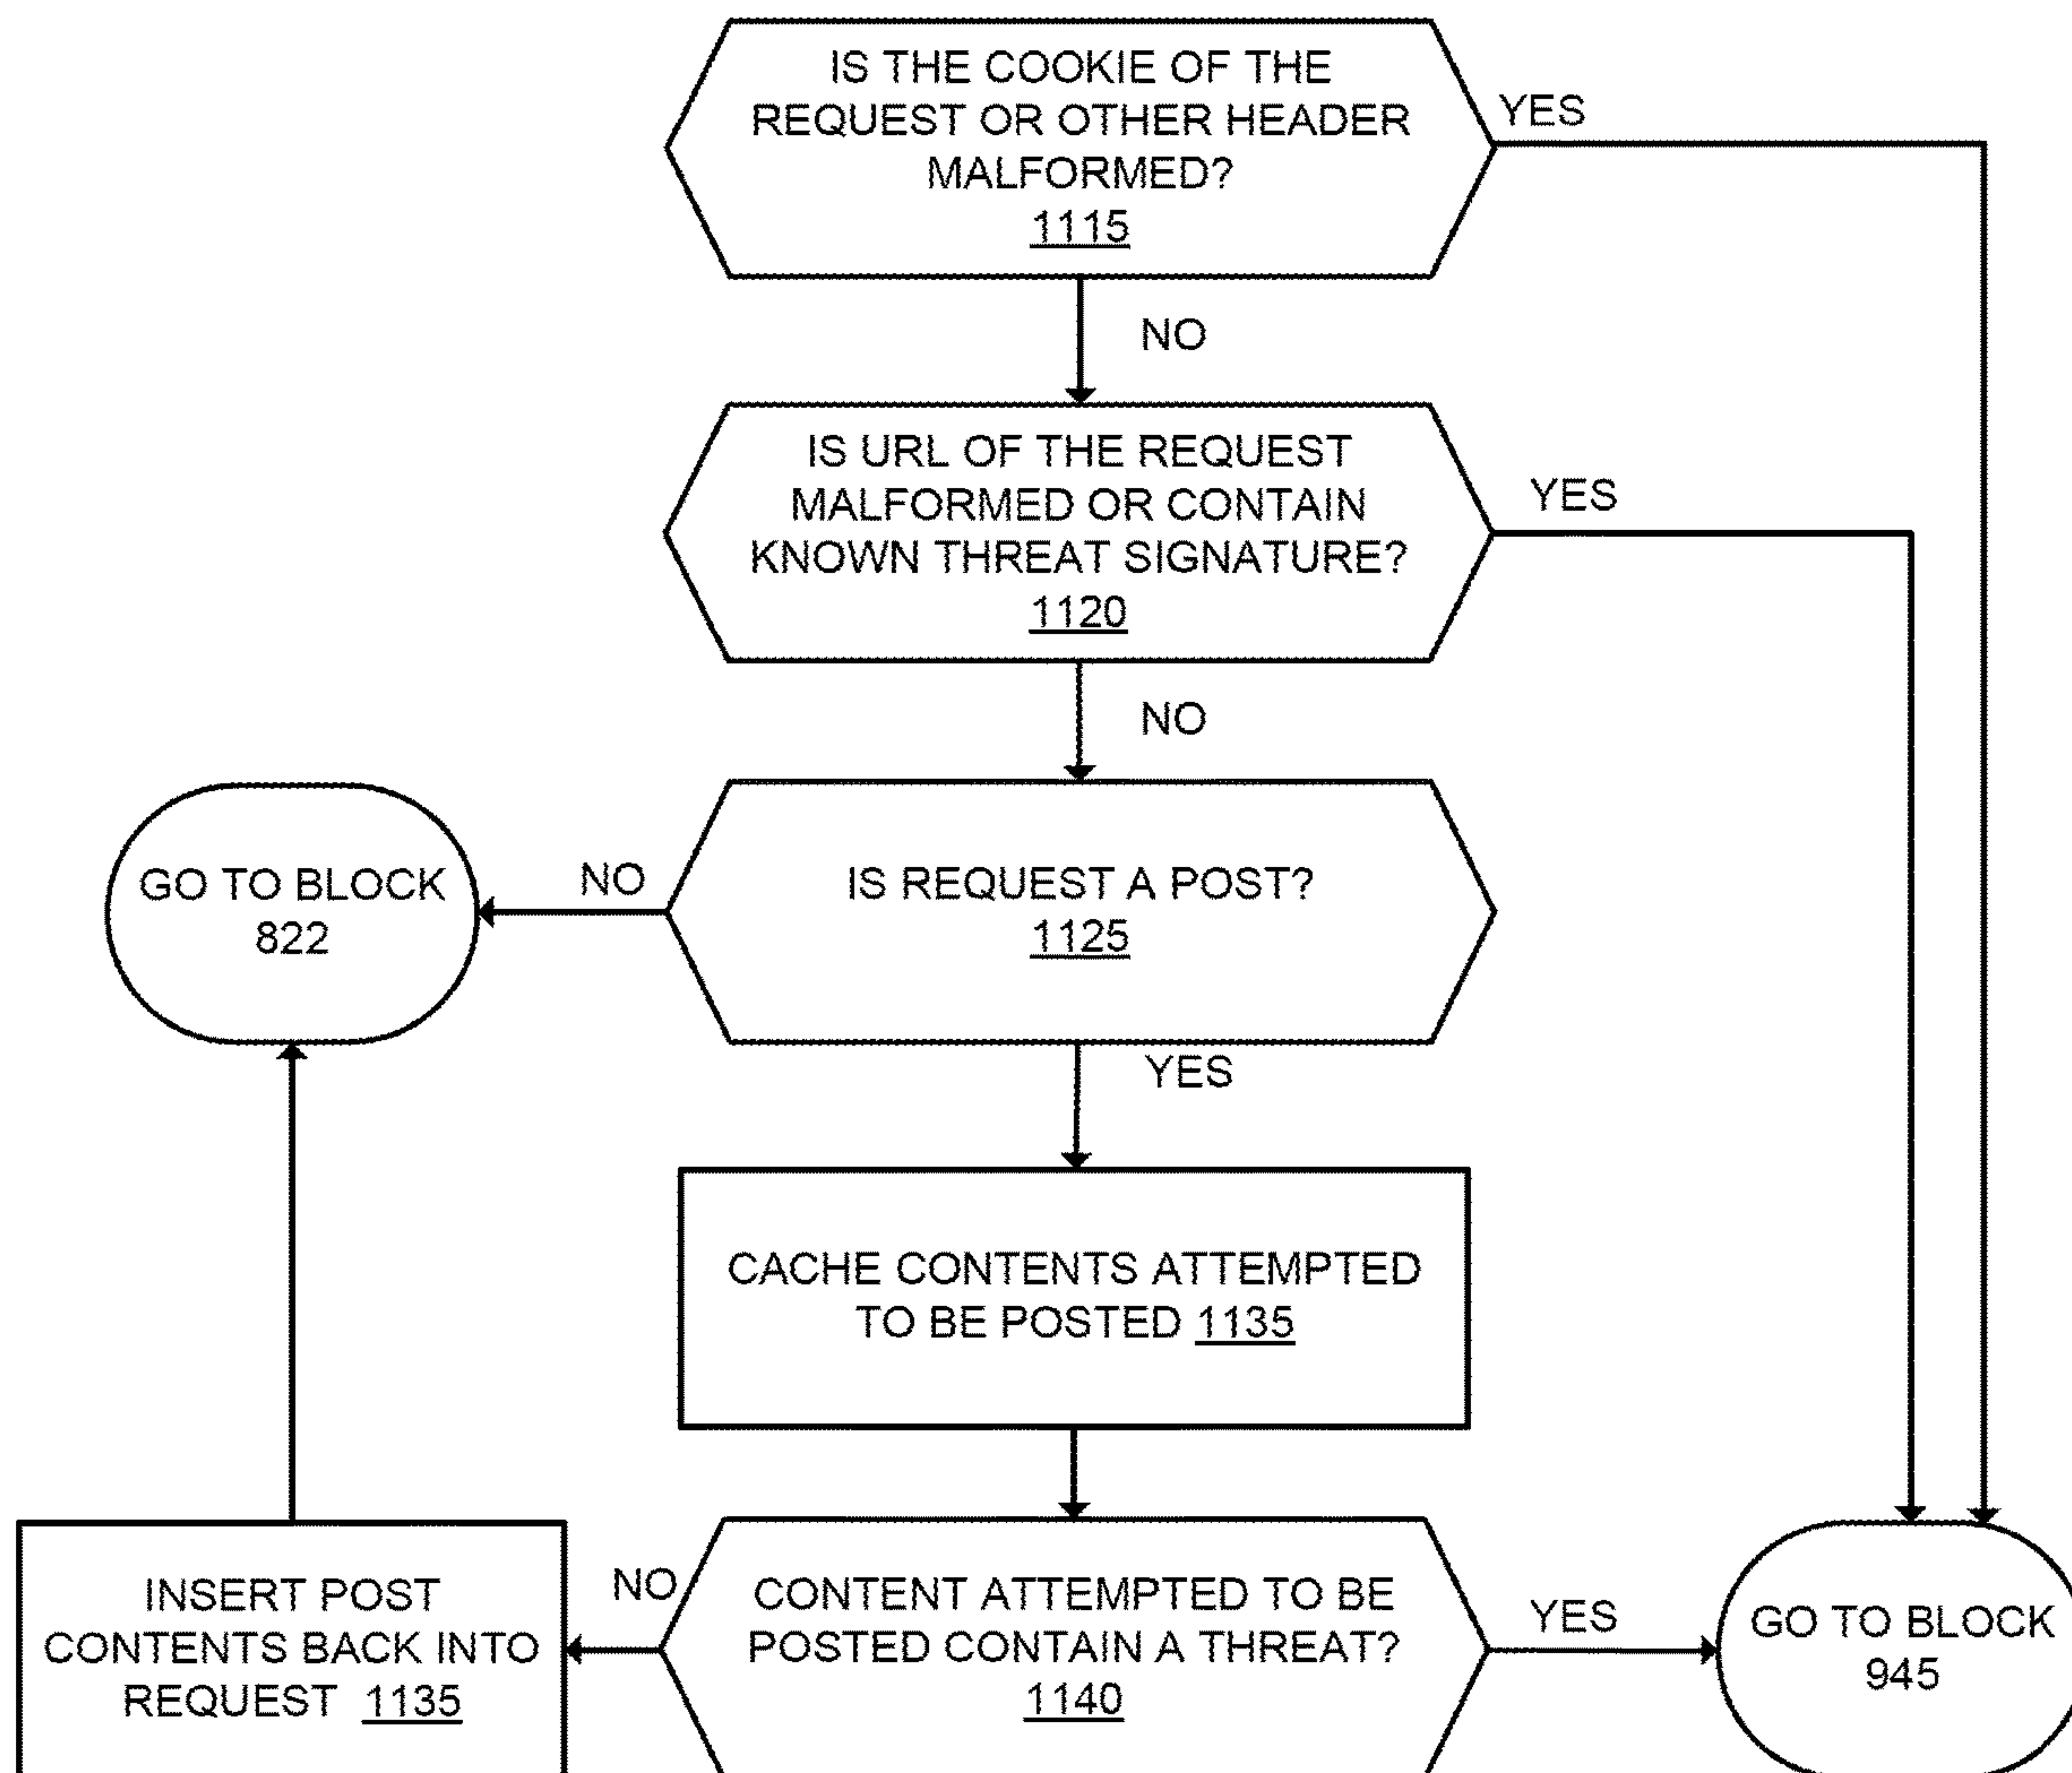 IS THE COOKIE OF THE
REQUEST OR OTHER HEADER
MALFORMED?
1115
YES
NO
IS URL OF THE REQUEST
MALFORMED OR CONTAIN
KNOWN THREAT SIGNATURE?
1120
YES
NO
GO TO BLOCK
822
NO
IS REQUEST A POST?
1125
YES
CACHE CONTENTS ATTEMPTED
TO BE POSTED 1135
INSERT POST
CONTENTS BACK INTO
REQUEST 1135
NO
CONTENT ATTEMPTED TO BE
POSTED CONTAIN A THREAT?
1140
YES
GO TO BLOCK
945